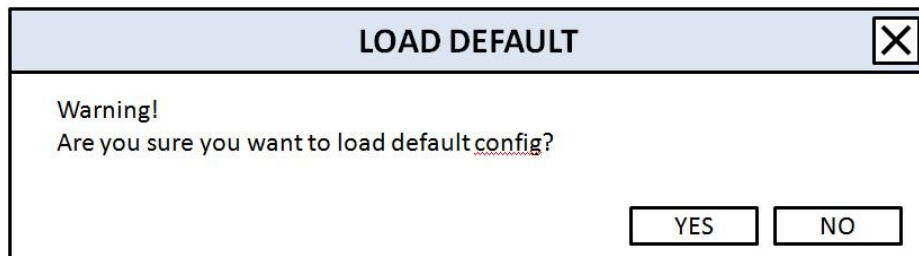 LOAD DEFAULT
Warning!
Are you sure you want to load default config?
YES NO